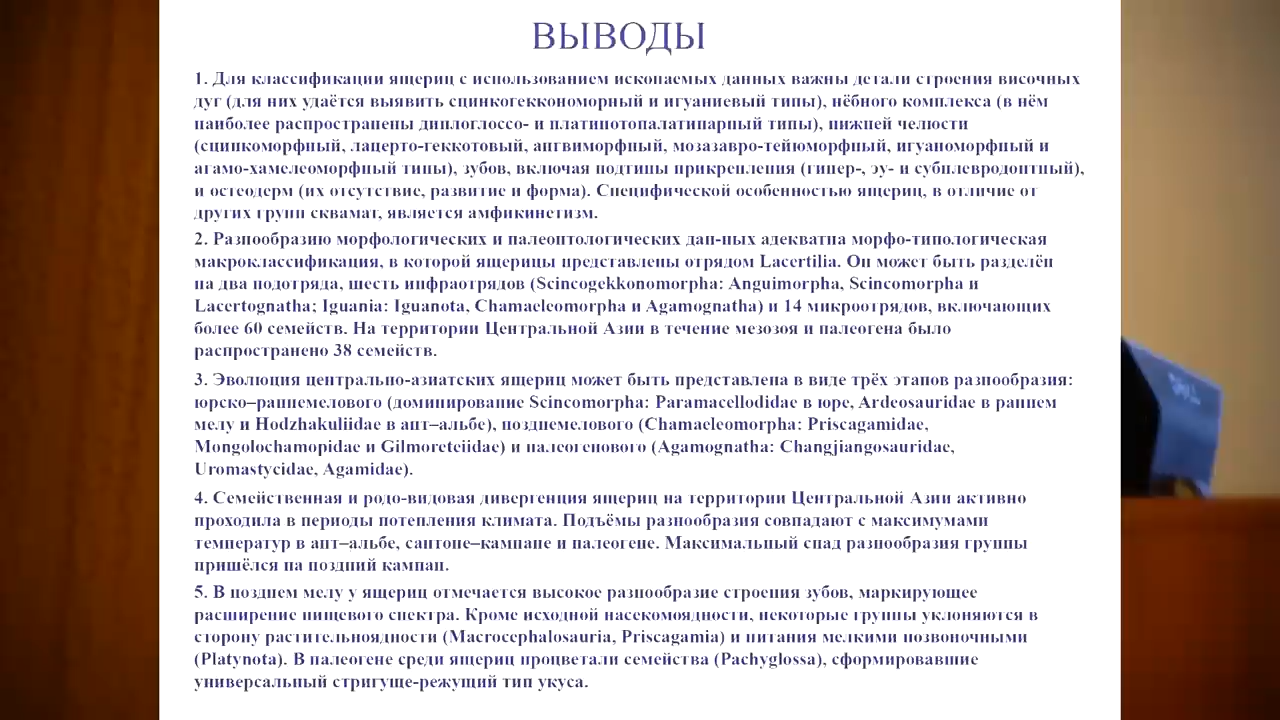 ВЫВОДЫ
1. Для классификации ящериц с использованием ископаемых данных важны детали строения височных
дуг (для них удаётся выявить сцинкогеккономорный и игуаниевый типы), нёбного комплекса (в нём
наиболее распространены диплоглоссо- и платинотопалатинарный типы), нижней челюсти
(сцинкоморфный, лацерто-геккотовый, ангвиморфный, мозазавро-тейюморфный, игуаноморфный и
агамо-хамелеоморфный типы), зубов, включая подтипы прикрепления (гипер-, эу- и субплевродонтный),
и остеодерм (их отсутствие, развитие и форма). Специфической особенностью ящериц, в отличие от
других групп сквамат, является амфикинетизм.
2. Разнообразию морфологических и палеонтологических дан-ных адекватна морфо-типологическая
макроклассификация, в которой ящерицы представлены отрядом Lacertilia. Он может быть разделён
на два подотряда, шесть инфраотрядов (Scincogekkonomorpha: Anguimorpha, Scincomorpha и
Lacertognatha; Iguania: Iguanota, Chamaeleomorpha и Agamognatha) и 14 микроотрядов, включающих
более 60 семейств. На территории Центральной Азии в течение мезозоя и палеогена было
распространено 38 семейств.
3. Эволюция центрально-азиатских ящериц может быть представлена в виде трёх этапов разнообразия:
юрско–раннемелового (доминирование Scincomorpha: Paramacellodidae в юре, Ardeosauridae в раннем
мелу и Hodzhakuliidae в апт–альбе), позднемелового (Chamaeleomorpha: Priscagamidae,
Mongolochamopidae и Gilmoreteiidae) и палеогенового (Agamognatha: Changjiangosauridae,
Uromastycidae, Agamidae).
4. Семейственная и родо-видовая дивергенция ящериц на территории Центральной Азии активно
проходила в периоды потепления климата. Подъёмы разнообразия совпадают с максимумами
температур в апт–альбе, сантоне–кампане и палеогене. Максимальный спад разнообразия группы
пришёлся на поздний кампан.
5. В позднем мелу у ящериц отмечается высокое разнообразие строения зубов, маркирующее
расширение пищевого спектра. Кроме исходной насекомоядности, некоторые группы уклоняются в
сторону растительноядности (Macrocephalosauria, Priscagamia) и питания мелкими позвоночными
(Platynota). В палеогене среди ящериц процветали семейства (Pachyglossa), сформировавшие
универсальный стригуще-режущий тип укуса.